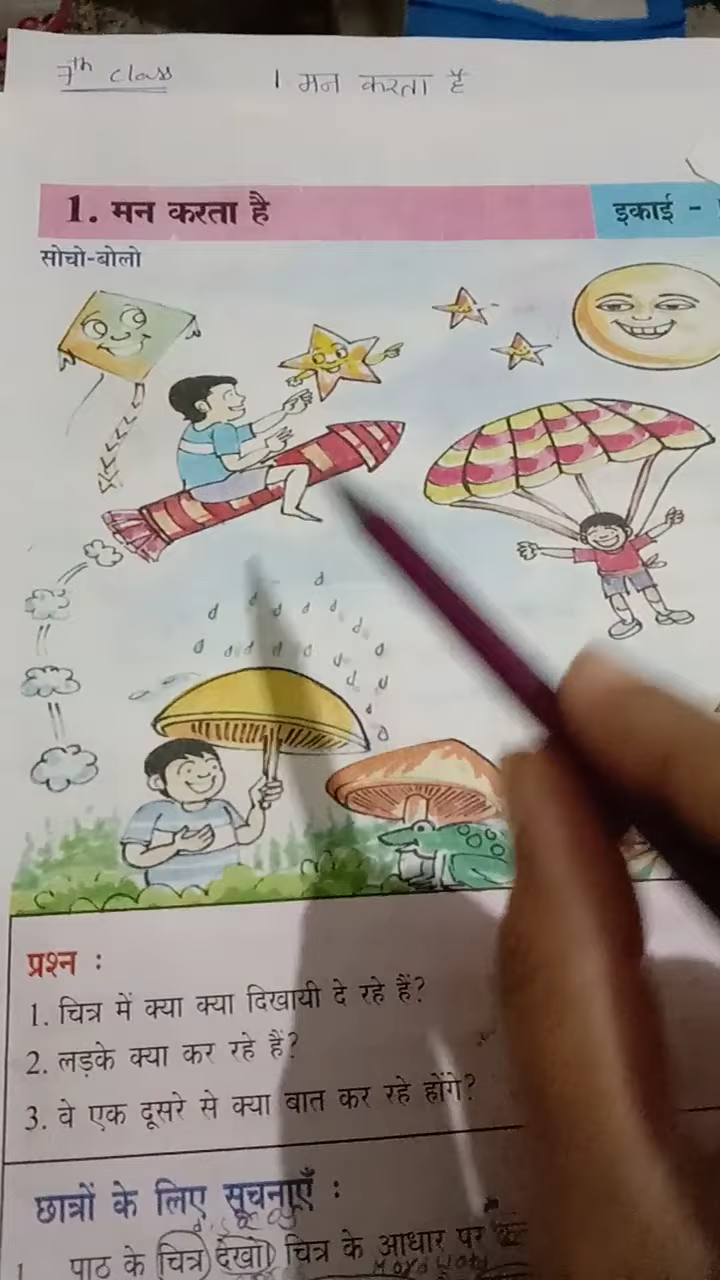 7th class 1 मन करता है
1. मन करता है इकाई -
सोचो-बोलो
प्रश्न :
1. चित्र में क्या क्या दिखायी दे रहे हैं?
2. लड़के क्या कर रहे हैं?
3. वे एक दूसरे से क्या बात कर रहे होंगे?
छात्रों के लिए सूचनाएँ :
1 पाठ के चित्र देखो। चित्र के आधार पर